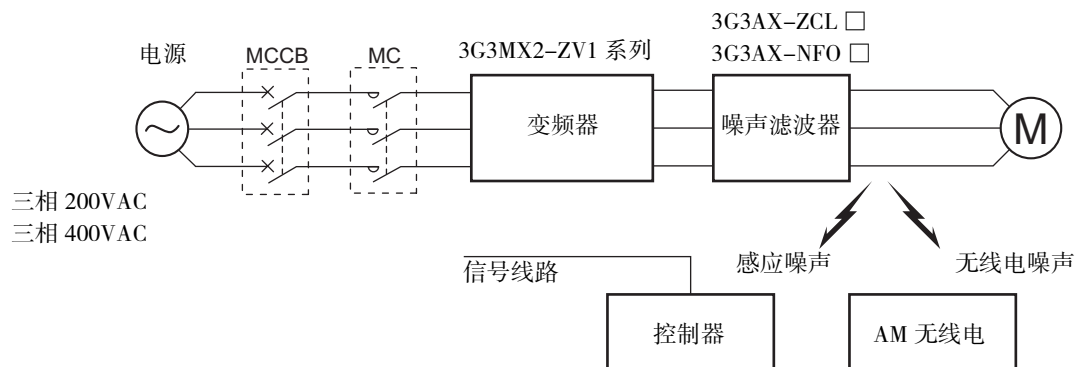 3G3AX-ZCL □
3G3AX-NFO □
电源
MCCB
MC
3G3MX2-ZV1 系列
变频器
噪声滤波器
M
三相 200VAC
三相 400VAC
感应噪声
无线电噪声
信号线路
控制器
AM 无线电